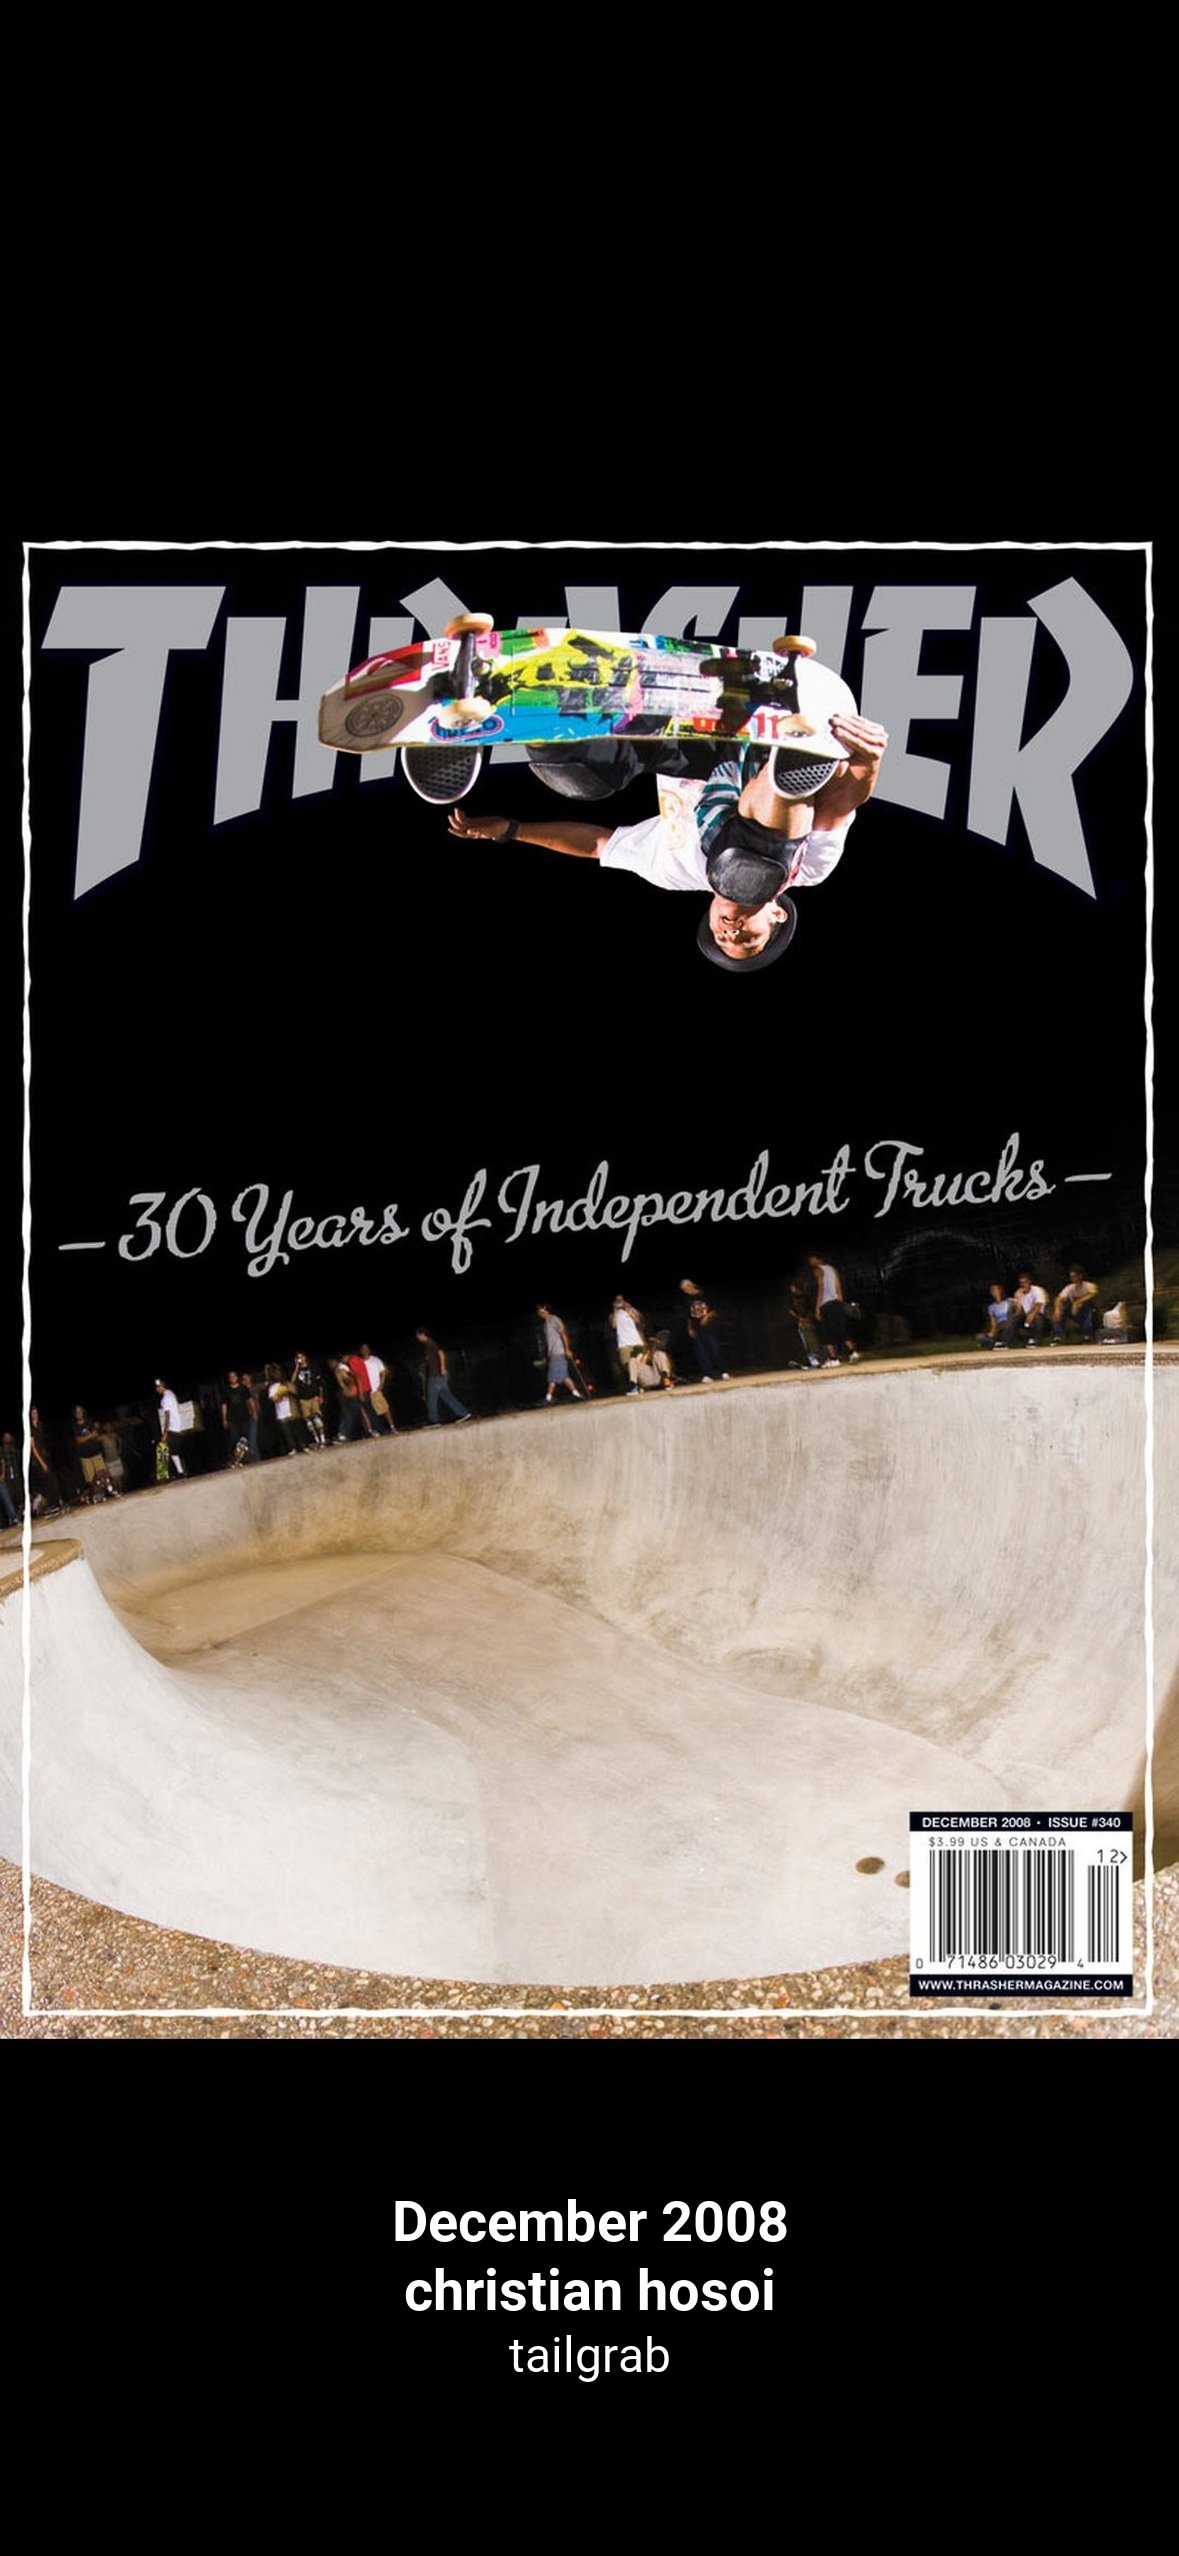 THRASHER
VANS
– 30 Years of Independent Trucks –
DECEMBER 2008 • ISSUE #340
$3.99 US & CANADA
12>
0 71486 03029 4
WWW.THRASHERMAGAZINE.COM
December 2008
christian hosoi
tailgrab